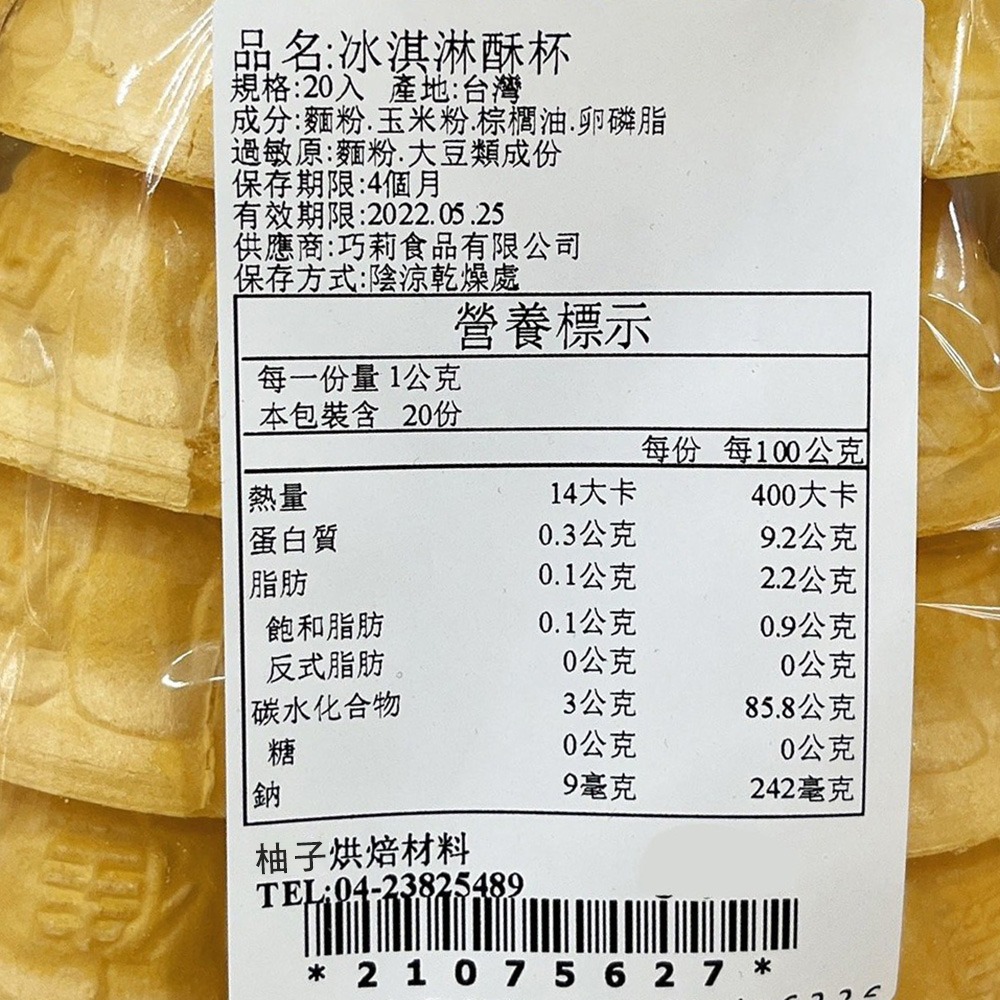 品名:冰淇淋酥杯
規格:20入 產地:台灣
成分:麵粉.玉米粉.棕櫚油.卵磷脂
過敏原:麵粉.大豆類成份
保存期限:4個月
有效期限:2022.05.25
供應商:巧莉食品有限公司
保存方式:陰涼乾燥處
營養標示
每一份量 1公克
本包裝含 20份
每份 每100公克
熱量 14大卡 400大卡
蛋白質 0.3公克 9.2公克
脂肪 0.1公克 2.2公克
飽和脂肪 0.1公克 0.9公克
反式脂肪 0公克 0公克
碳水化合物 3公克 85.8公克
糖 0公克 0公克
鈉 9毫克 242毫克
柚子烘焙材料
TEL:04-23825489
*21075627*